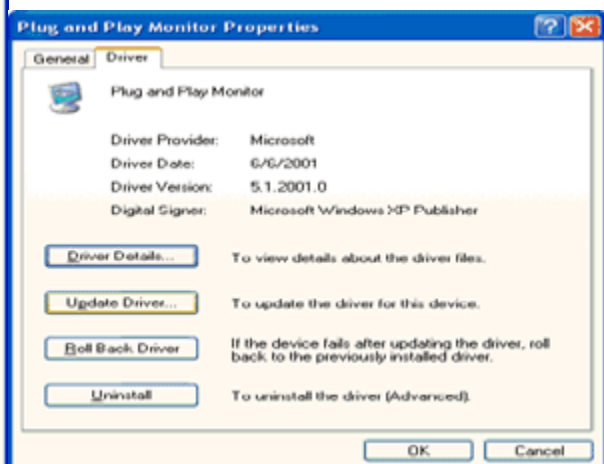 Plug and Play Monitor Properties
General Driver
Plug and Play Monitor
Driver Provider: Microsoft
Driver Date: 6/6/2001
Driver Version: 5.1.2001.0
Digital Signer: Microsoft Windows XP Publisher
Driver Details... To view details about the driver files.
Update Driver... To update the driver for this device.
Roll Back Driver If the device fails after updating the driver, roll
back to the previously installed driver.
Uninstall To uninstall the driver (Advanced).
OK Cancel